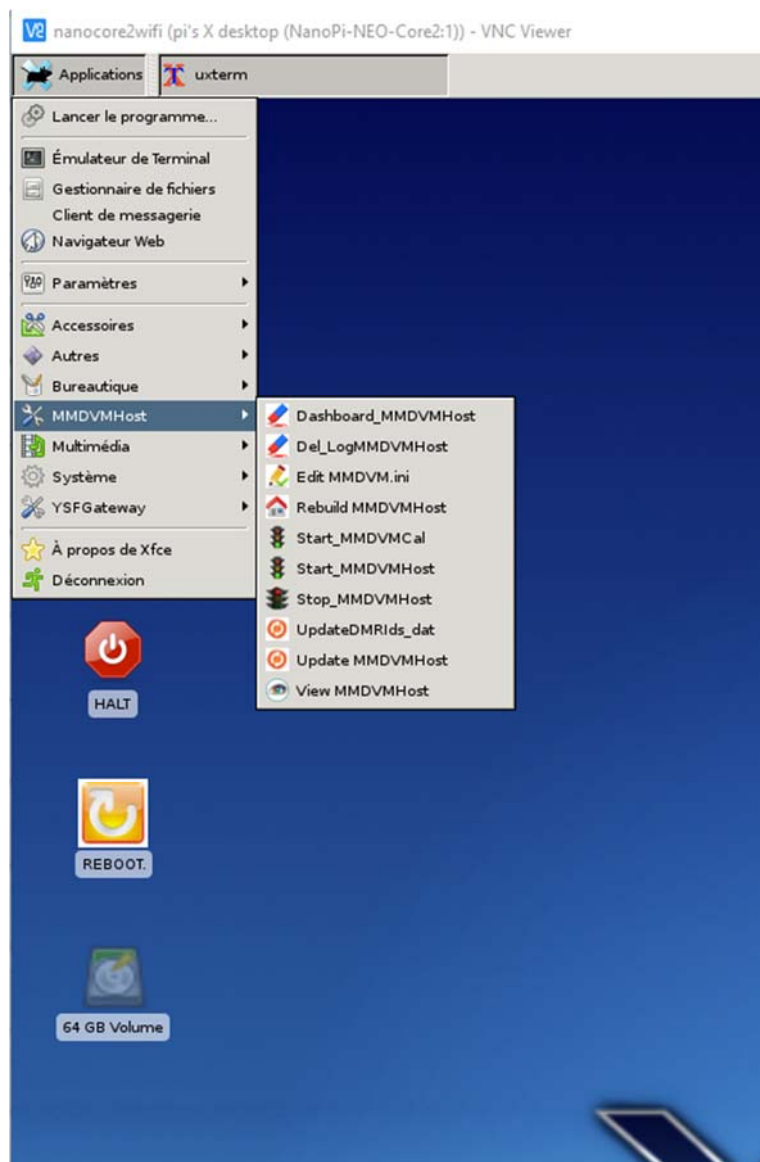 nanocore2wifi (pi's X desktop (NanoPi-NEO-Core2:1)) - VNC Viewer
Applications
uxterm
Lancer le programme...
Émulateur de Terminal
Gestionnaire de fichiers
Client de messagerie
Navigateur Web
Paramètres
Accessoires
Autres
Bureautique
MMDVMHost
Multimédia
Système
YSFGateway
À propos de Xfce
Déconnexion
Dashboard_MMDVMHost
Del_LogMMDVMHost
Edit MMDVM.ini
Rebuild MMDVMHost
Start_MMDVMCal
Start_MMDVMHost
Stop_MMDVMHost
UpdateDMRIds_dat
Update MMDVMHost
View MMDVMHost
HALT
REBOOT.
64 GB Volume